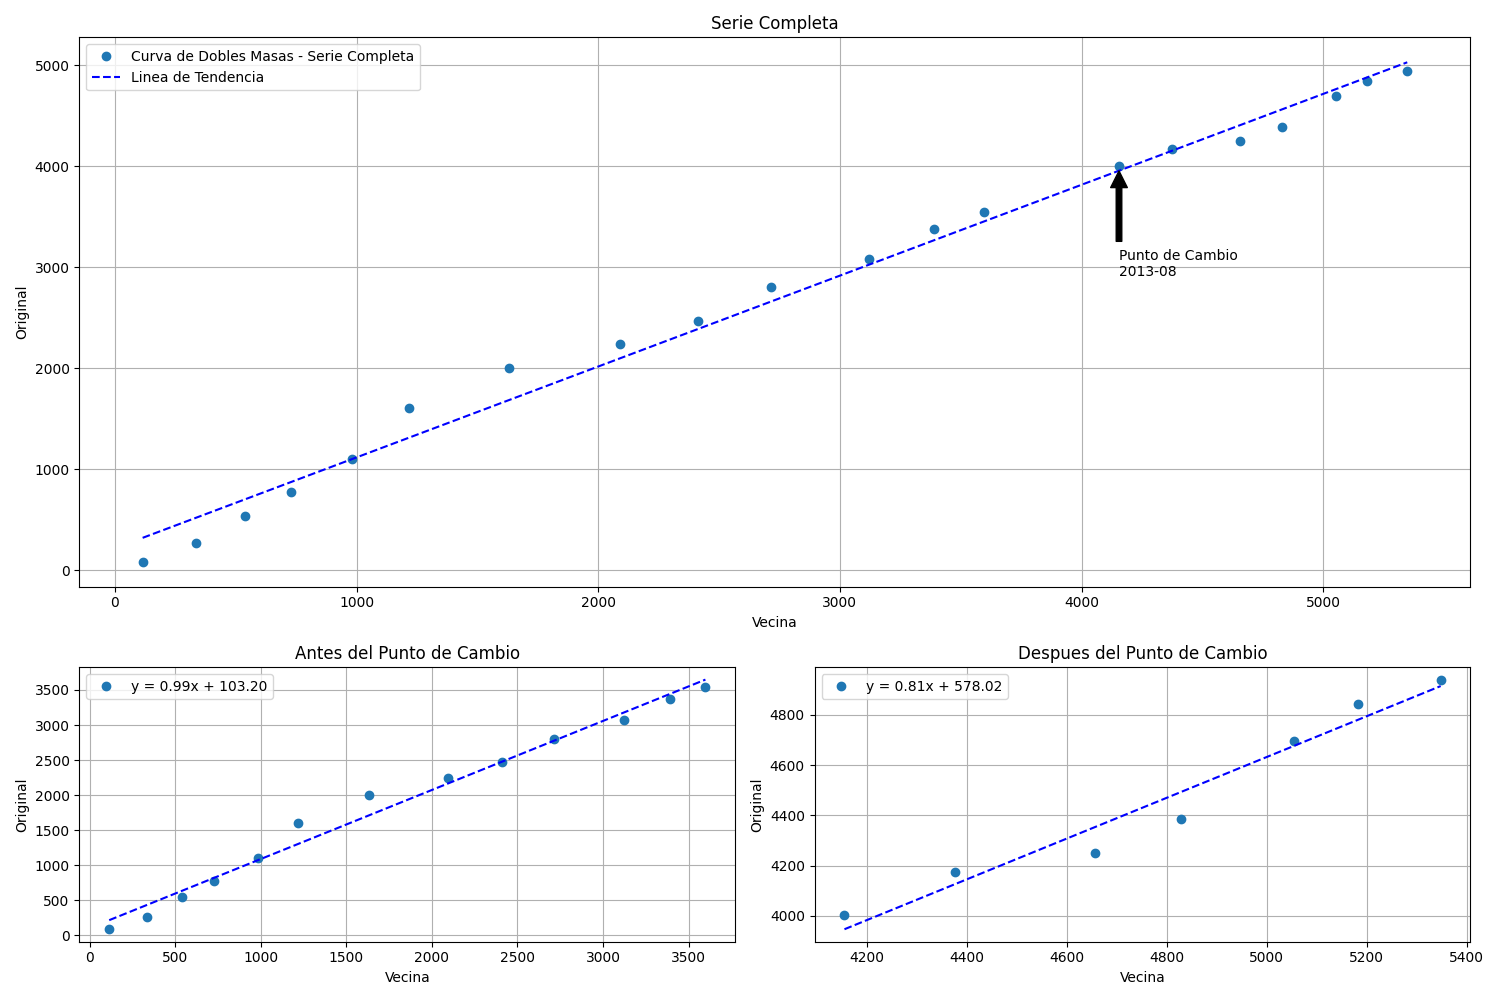 Serie Completa
Curva de Dobles Masas - Serie Completa
Linea de Tendencia
5000
4000
3000
2000
1000
0
Original
Punto de Cambio
2013-08
0 1000 2000 3000 4000 5000
Vecina
Antes del Punto de Cambio
y = 0.99x + 103.20
3500
3000
2500
2000
1500
1000
500
0
Original
0 500 1000 1500 2000 2500 3000 3500
Vecina
Despues del Punto de Cambio
y = 0.81x + 578.02
4800
4600
4400
4200
4000
Original
4200 4400 4600 4800 5000 5200 5400
Vecina